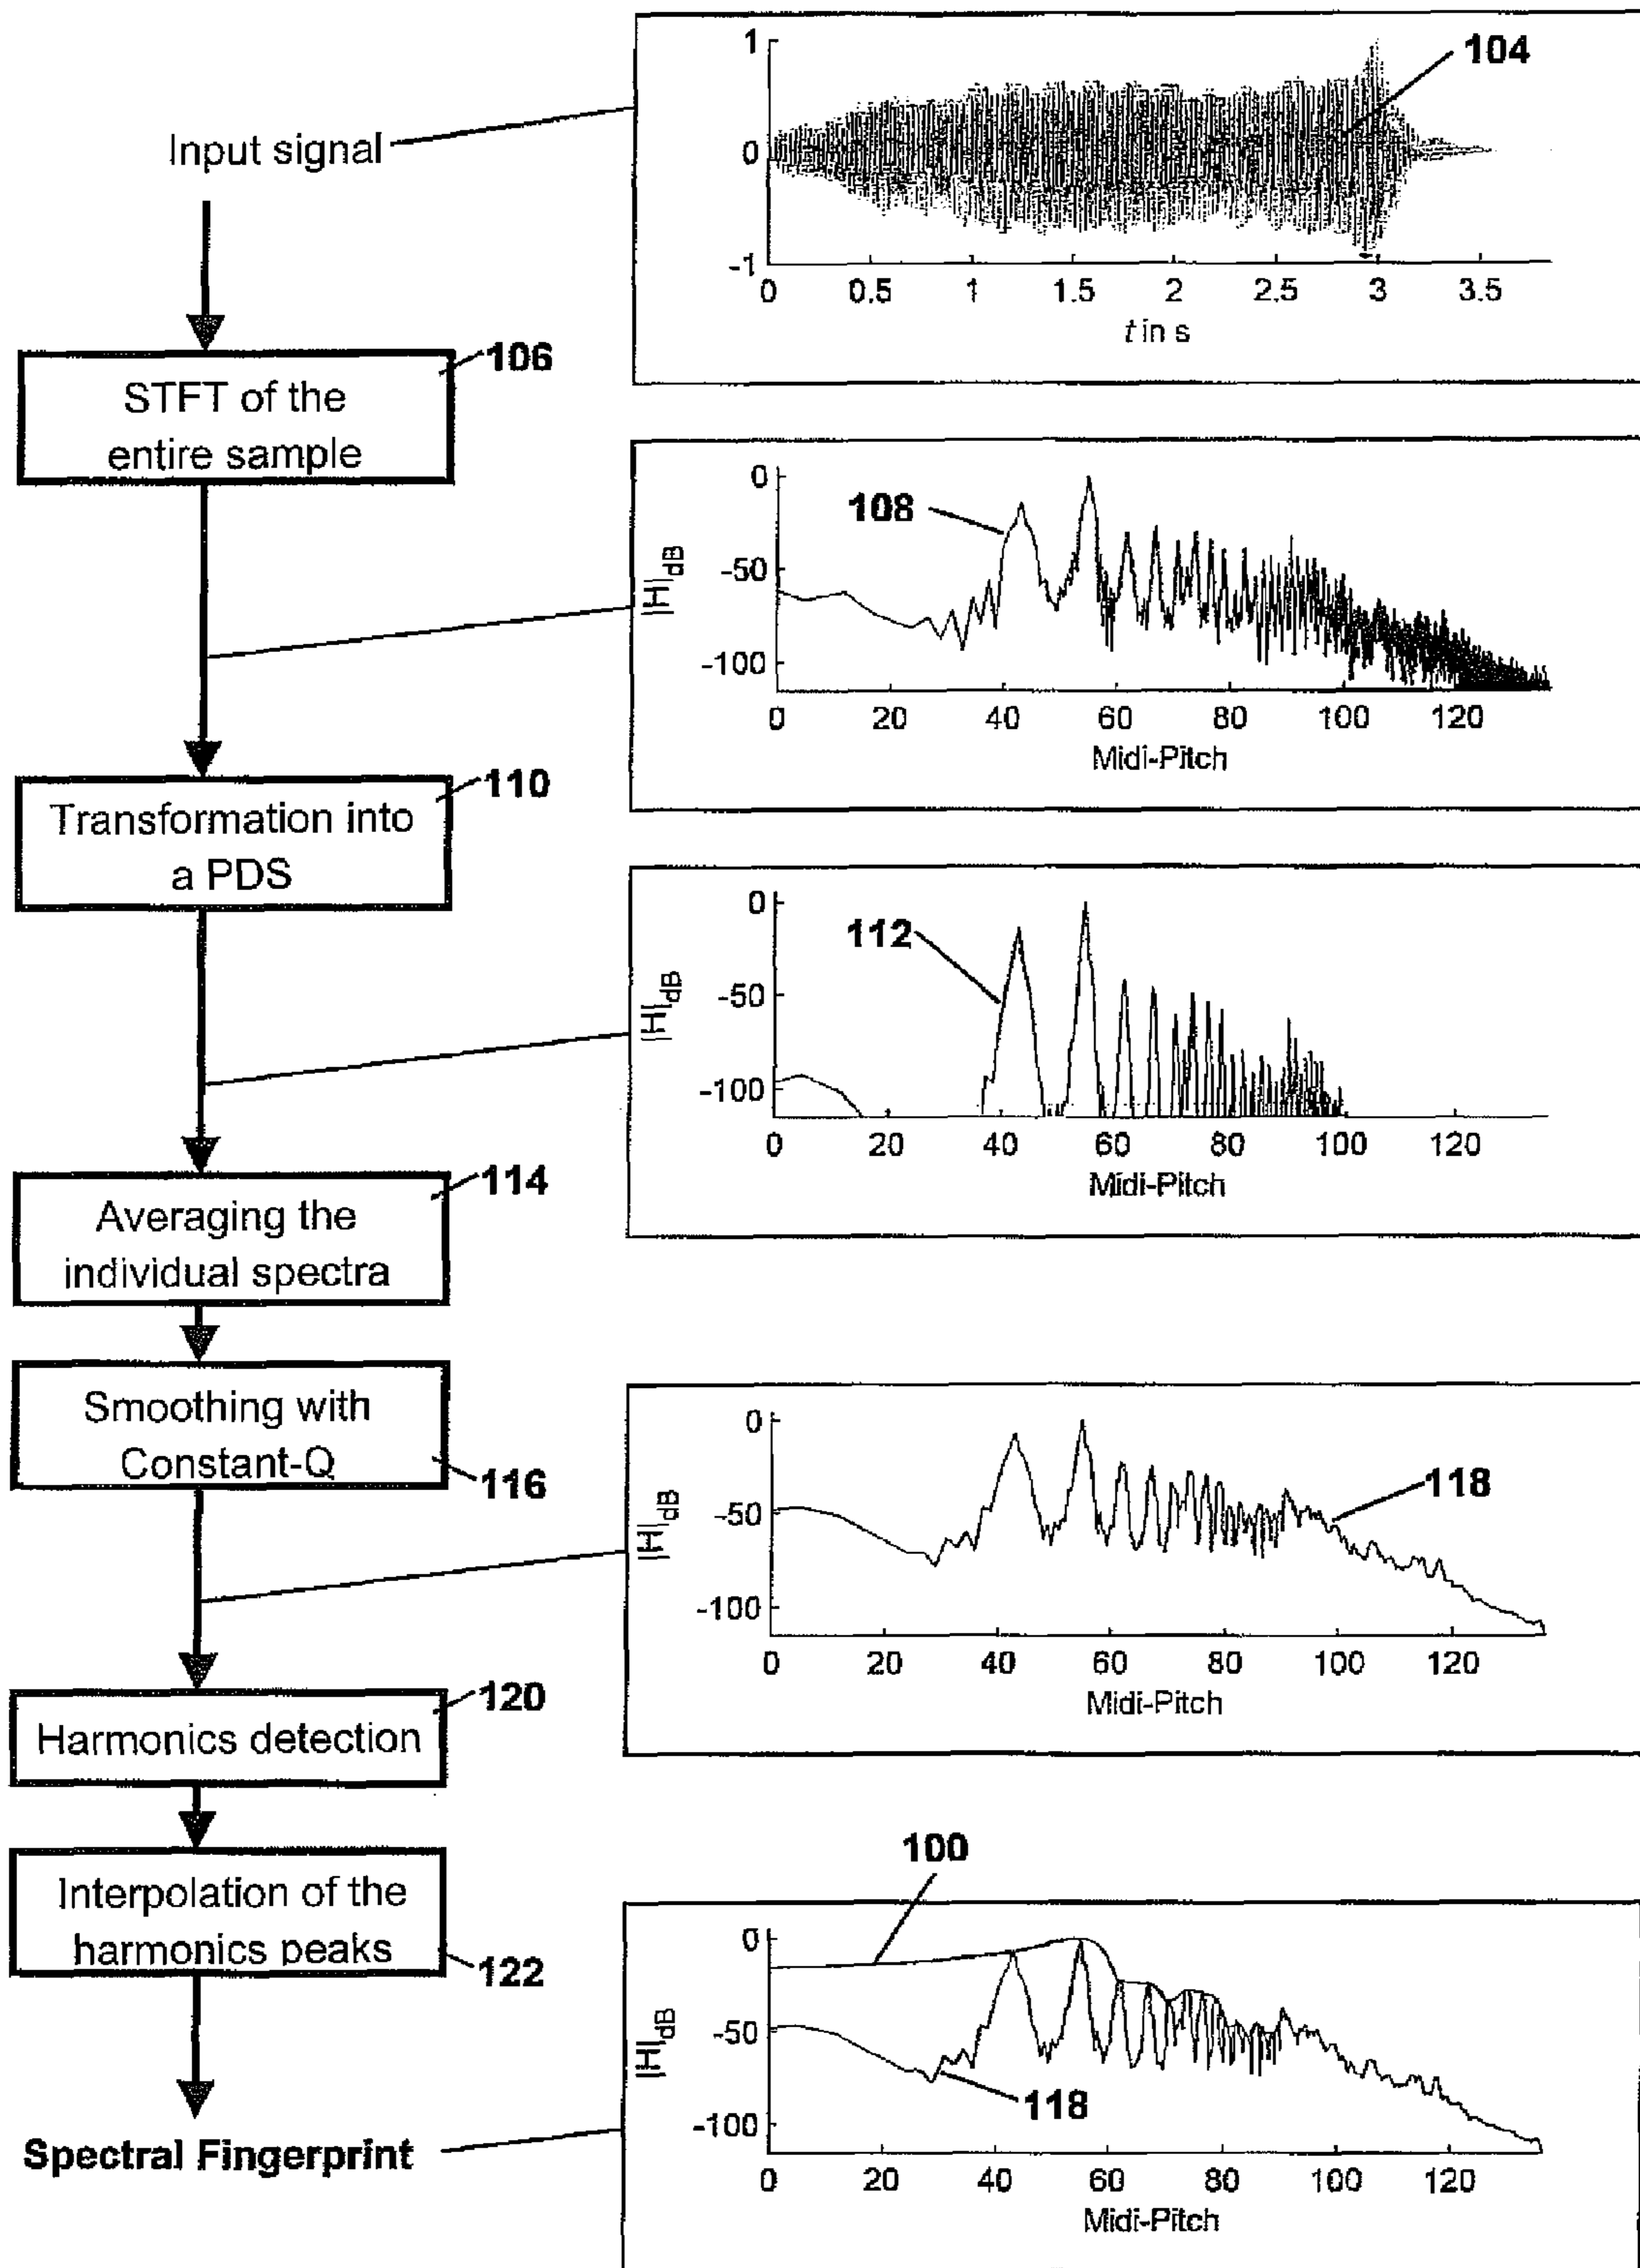 Input signal
1
0
-1
104
0 0.5 1 1.5 2 2.5 3 3.5
t in s
106
STFT of the
entire sample
108
0
-50
-100
|H|dB
0 20 40 60 80 100 120
Midi-Pitch
110
Transformation into
a PDS
112
0
-50
-100
|H|dB
0 20 40 60 80 100 120
Midi-Pitch
114
Averaging the
individual spectra
Smoothing with
Constant-Q
116
0
-50
-100
|H|dB
118
0 20 40 60 80 100 120
Midi-Pitch
120
Harmonics detection
Interpolation of the
harmonics peaks
122
100
0
-50
-100
|H|dB
118
0 20 40 60 80 100 120
Midi-Pitch
Spectral Fingerprint